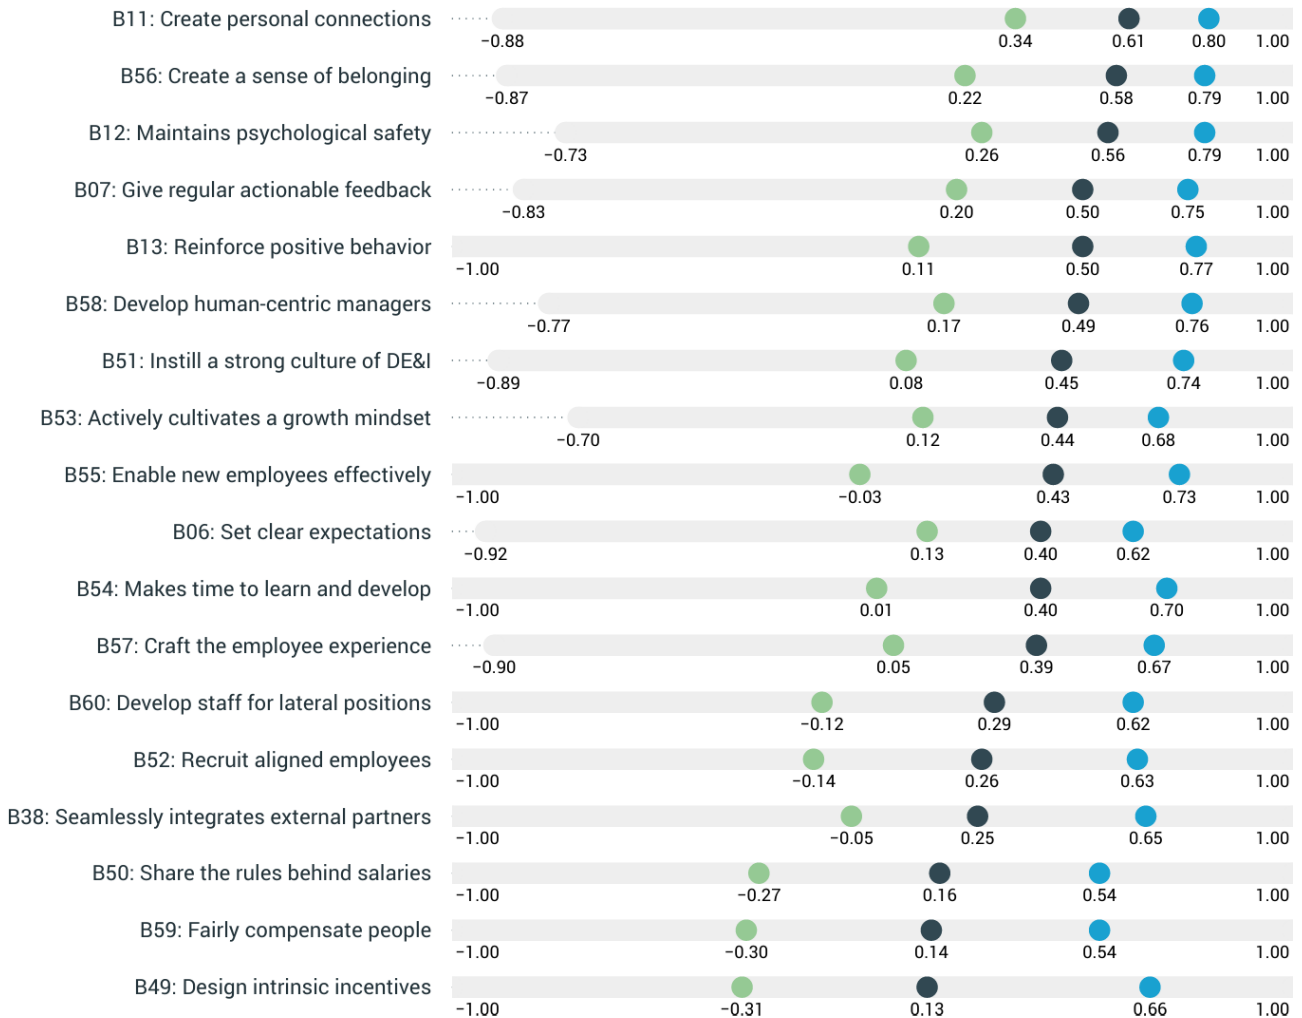 B11: Create personal connections
−0.88 0.34 0.61 0.80 1.00
B56: Create a sense of belonging
−0.87 0.22 0.58 0.79 1.00
B12: Maintains psychological safety
−0.73 0.26 0.56 0.79 1.00
B07: Give regular actionable feedback
−0.83 0.20 0.50 0.75 1.00
B13: Reinforce positive behavior
−1.00 0.11 0.50 0.77 1.00
B58: Develop human-centric managers
−0.77 0.17 0.49 0.76 1.00
B51: Instill a strong culture of DE&I
−0.89 0.08 0.45 0.74 1.00
B53: Actively cultivates a growth mindset
−0.70 0.12 0.44 0.68 1.00
B55: Enable new employees effectively
−1.00 −0.03 0.43 0.73 1.00
B06: Set clear expectations
−0.92 0.13 0.40 0.62 1.00
B54: Makes time to learn and develop
−1.00 0.01 0.40 0.70 1.00
B57: Craft the employee experience
−0.90 0.05 0.39 0.67 1.00
B60: Develop staff for lateral positions
−1.00 −0.12 0.29 0.62 1.00
B52: Recruit aligned employees
−1.00 −0.14 0.26 0.63 1.00
B38: Seamlessly integrates external partners
−1.00 −0.05 0.25 0.65 1.00
B50: Share the rules behind salaries
−1.00 −0.27 0.16 0.54 1.00
B59: Fairly compensate people
−1.00 −0.30 0.14 0.54 1.00
B49: Design intrinsic incentives
−1.00 −0.31 0.13 0.66 1.00